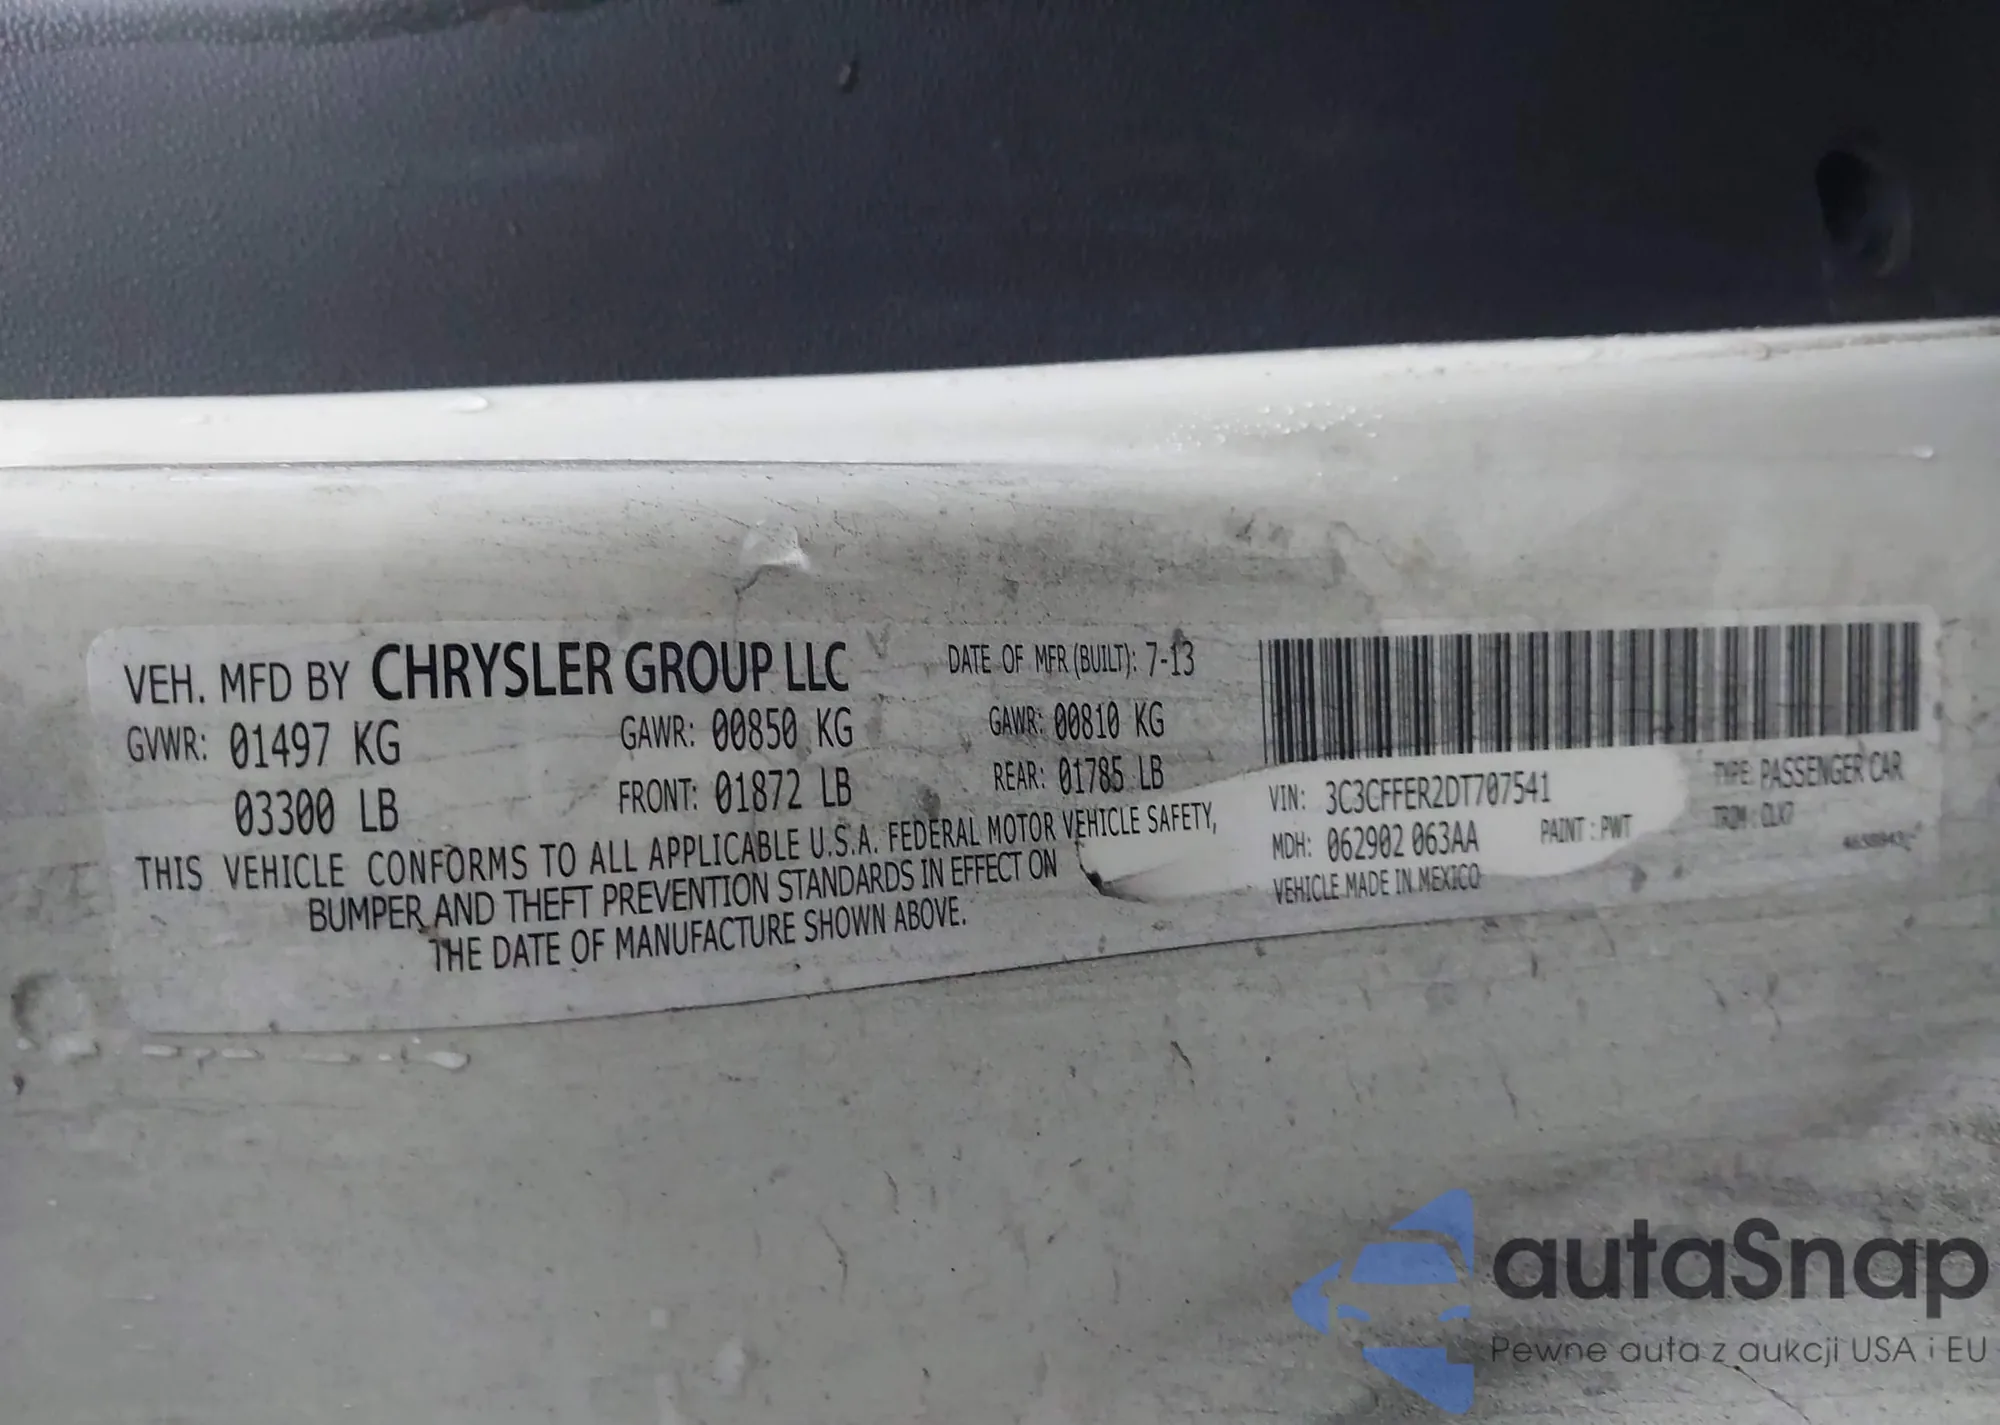 VEH. MFD BY CHRYSLER GROUP LLC DATE OF MFR (BUILT): 7-13
GVWR: 01497 KG GAWR: 00850 KG GAWR: 00810 KG
03300 LB FRONT: 01872 LB REAR: 01785 LB
THIS VEHICLE CONFORMS TO ALL APPLICABLE U.S.A. FEDERAL MOTOR VEHICLE SAFETY,
BUMPER, AND THEFT PREVENTION STANDARDS IN EFFECT ON
THE DATE OF MANUFACTURE SHOWN ABOVE.
VIN: 3C3CFFER2DT707541 TYPE: PASSENGER CAR
MDH: 062902 063AA PAINT: PWT TRIM: CLX7
VEHICLE MADE IN MEXICO
autaSnap
Pewne auta z aukcji USA i EU